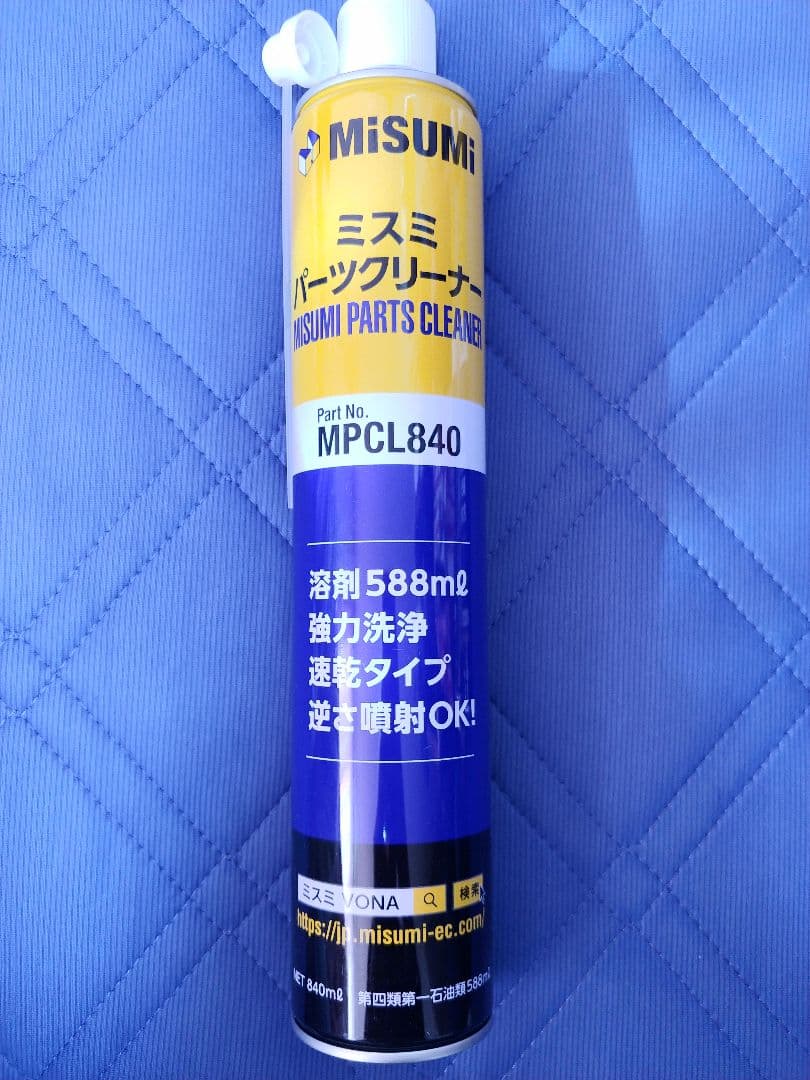 MiSUMi
ミスミ
パーツクリーナー
MISUMI PARTS CLEANER
Part No.
MPCL840
溶剤588mℓ
強力洗浄
速乾タイプ
逆さ噴射OK!
ミスミ VONA 検索
https://jp.misumi-ec.com/
NET 840mℓ 第四類第一石油類588mℓ